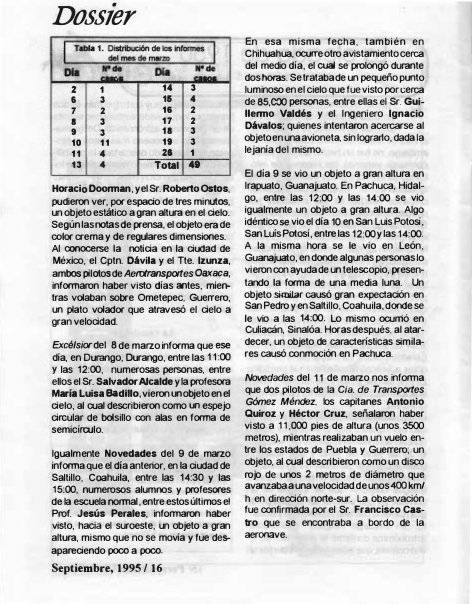 Dossier
Tabla 1. Distribución de los informes
del mes de marzo
Día Nº de casos Día Nº de casos
2 1 14 3
6 3 15 4
7 2 16 2
8 3 17 2
9 3 18 3
10 11 19 3
11 4 26 1
13 4 Total 49
Horacio Doorman, y el Sr. Roberto Ostos,
pudieron ver, por espacio de tres minutos,
un objeto estático a gran altura en el cielo.
Según las notas de prensa, el objeto era de
color crema y de regulares dimensiones.
Al conocerse la noticia en la ciudad de
México, el Cptn. Dávila y el Tte. Izunza,
ambos pilotos de Aerotransportes Oaxaca,
informaron haber visto días antes, mien-
tras volaban sobre Ometepec, Guerrero,
un plato volador que atravesó el cielo a
gran velocidad.
Excélsior del 8 de marzo informa que ese
día, en Durango, Durango, entre las 11:00
y las 12:00, numerosas personas, entre
ellos el Sr. Salvador Alcalde y la profesora
María Luisa Badillo, vieron un objeto en el
cielo, al cual describieron como un espejo
circular de bolsillo con alas en forma de
semicírculo.
Igualmente Novedades del 9 de marzo
informa que el día anterior, en la ciudad de
Saltillo, Coahuila, entre las 14:30 y las
15:00, numerosos alumnos y profesores
de la escuela normal, entre estos últimos el
Prof. Jesús Perales, informaron haber
visto, hacia el suroeste, un objeto a gran
altura, mismo que no se movía y fue des-
apareciendo poco a poco.
En esa misma fecha, también en
Chihuahua, ocurre otro avistamiento cerca
del medio día, el cual se prolongó durante
dos horas. Se trataba de un pequeño punto
luminoso en el cielo que fue visto por cerca
de 85,C00 personas, entre ellas el Sr. Gui-
llermo Valdés y el Ingeniero Ignacio
Dávalos; quienes intentaron acercarse al
objeto en una avioneta, sin lograrlo, dada la
lejanía del mismo.
El día 9 se vio un objeto a gran altura en
Irapuato, Guanajuato. En Pachuca, Hidal-
go, entre las 12:00 y las 14:00 se vio
igualmente un objeto a gran altura. Algo
idéntico se vio el día 10 en San Luis Potosí,
San Luis Potosí, entre las 12:00 y las 14:00.
A la misma hora se le vio en León,
Guanajuato, en donde algunas personas lo
vieron con ayuda de un telescopio, presen-
tando la forma de una media luna. Un
objeto similar causó gran expectación en
San Pedro y en Saltillo, Coahuila, donde se
le vio a las 14:00. Lo mismo ocurrió en
Culiacán, Sinalóa. Horas después, al atar-
decer, un objeto de características simila-
res causó conmoción en Pachuca.
Novedades del 11 de marzo nos informa
que dos pilotos de la Cía. de Transportes
Gómez Méndez, los capitanes Antonio
Quiroz y Héctor Cruz, señalaron haber
visto a 11,000 pies de altura (unos 3500
metros), mientras realizaban un vuelo en-
tre los estados de Puebla y Guerrero; un
objeto, al cual describieron como un disco
rojo de unos 2 metros de diámetro que
avanzaba a una velocidad de unos 400 km/
h en dirección norte-sur. La observación
fue confirmada por el Sr. Francisco Cas-
tro que se encontraba a bordo de la
aeronave.
Septiembre, 1995 / 16